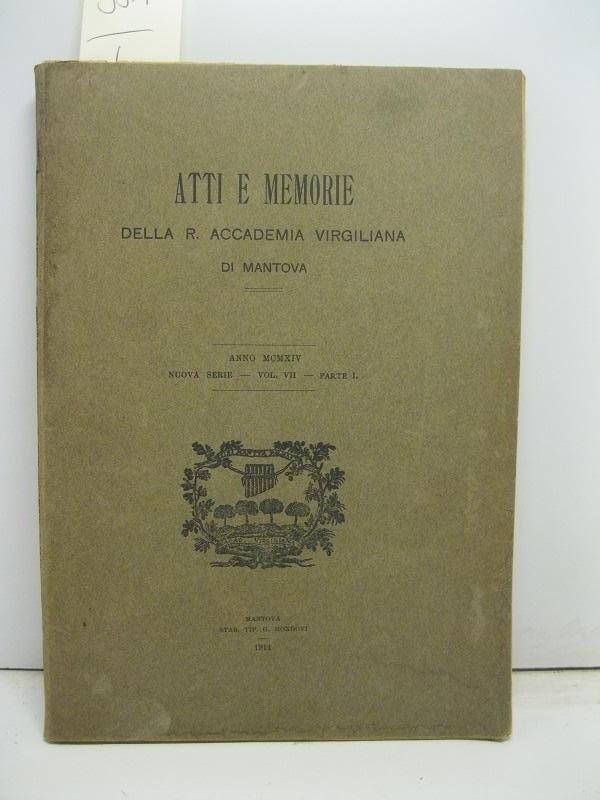 ATTI E MEMORIE
DELLA R. ACCADEMIA VIRGILIANA
DI MANTOVA
ANNO MCMXIV
NUOVA SERIE — VOL. VII — PARTE I.
MANTOVA
STAB. TIP. G. MONDOVI
1914